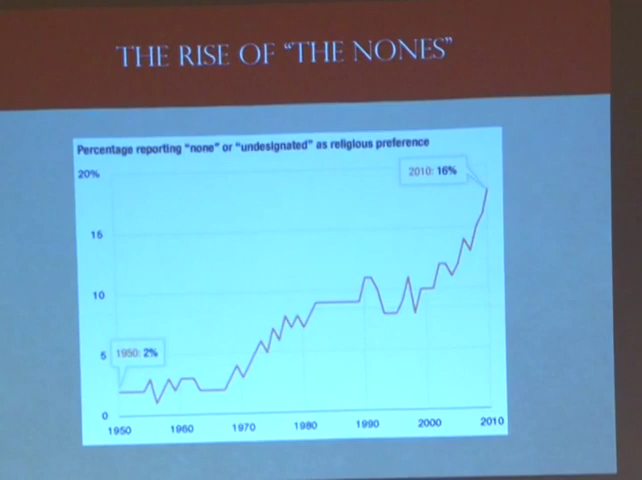 THE RISE OF “THE NONES”
Percentage reporting “none” or “undesignated” as religious preference
20%
2010: 16%
15
10
5
1950: 2%
0
1950 1960 1970 1980 1990 2000 2010